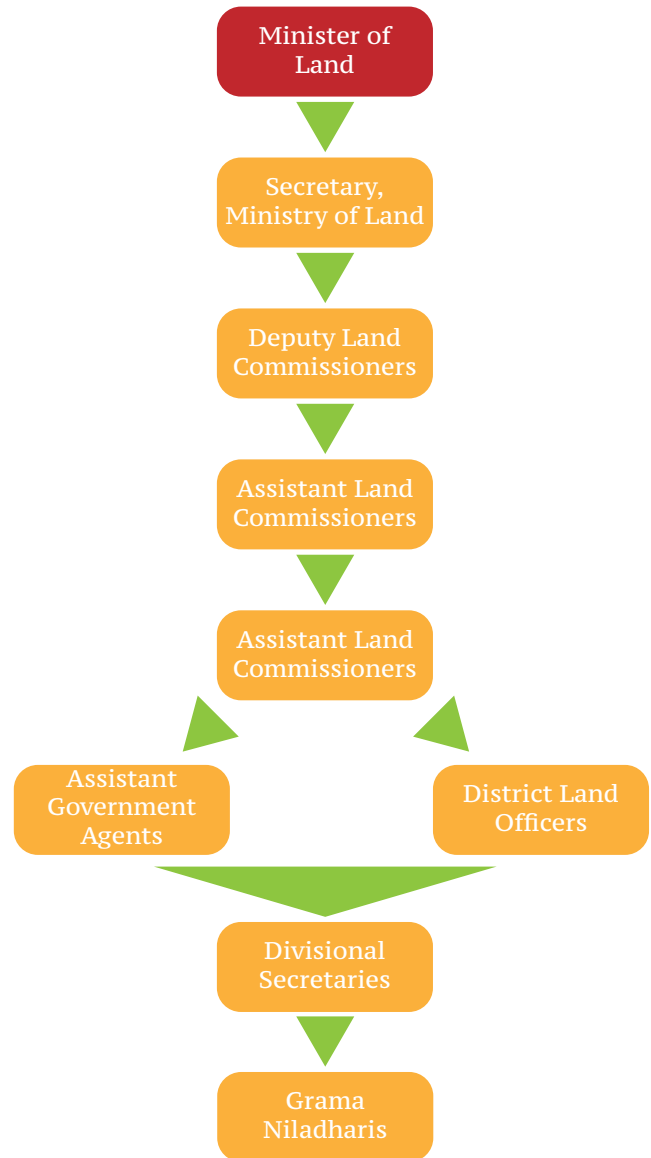 Minister of
Land
Secretary,
Ministry of Land
Deputy Land
Commissioners
Assistant Land
Commissioners
Assistant Land
Commissioners
Assistant
Government
Agents
District Land
Officers
Divisional
Secretaries
Grama
Niladharis